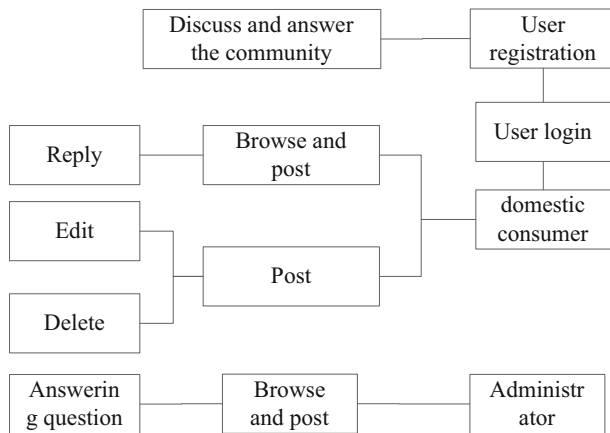 Discuss and answer
the community
User
registration
User login
Reply
Browse and
post
domestic
consumer
Edit
Post
Delete
Answerin
g question
Browse
and post
Administr
ator